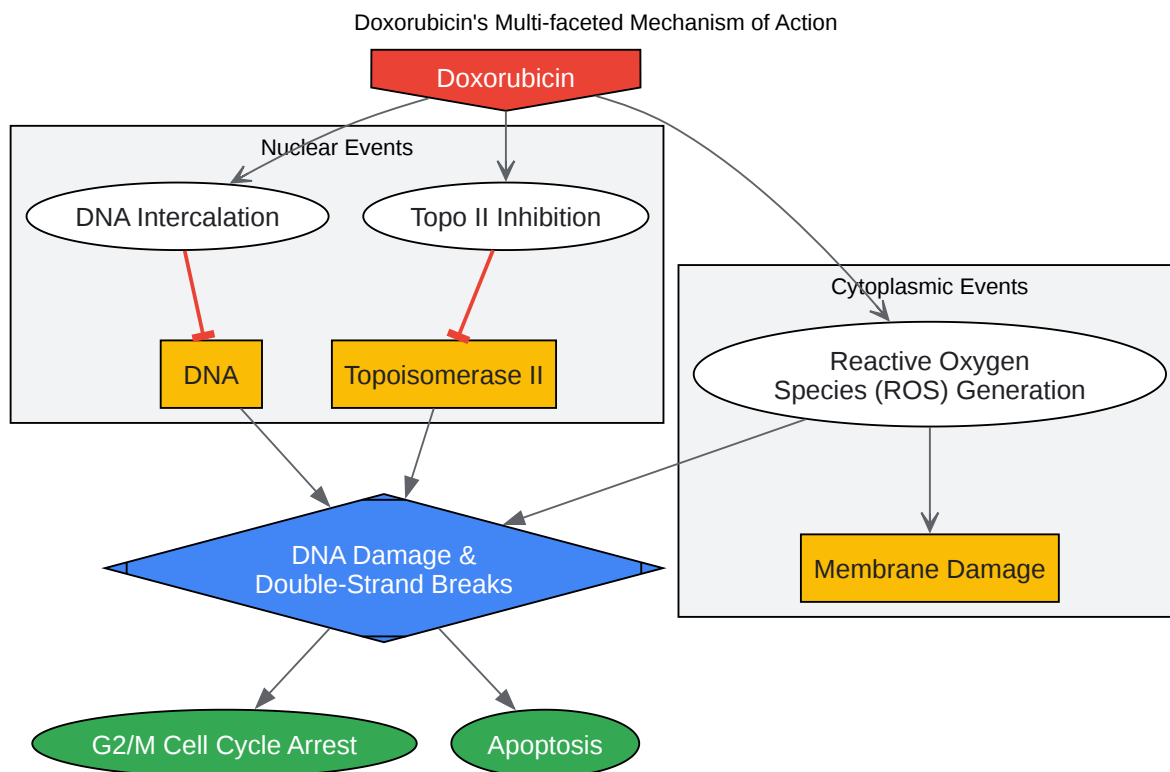 Doxorubicin's Multi-faceted Mechanism of Action
Doxorubicin
Nuclear Events
DNA Intercalation
Topo II Inhibition
Cytoplasmic Events
Reactive Oxygen
Species (ROS) Generation
DNA
Topoisomerase II
DNA Damage &
Double-Strand Breaks
Membrane Damage
G2/M Cell Cycle Arrest
Apoptosis